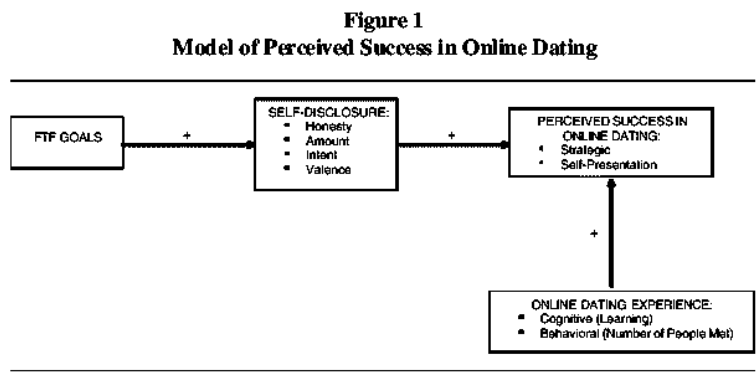 Figure 1
Model of Perceived Success in Online Dating
FTF GOALS
+
SELF-DISCLOSURE:
• Honesty
• Amount
• Intent
• Valence
+
PERCEIVED SUCCESS IN
ONLINE DATING:
• Strategic
• Self-Presentation
+
ONLINE DATING EXPERIENCE:
• Cognitive (Learning)
• Behavioral (Number of People Met)